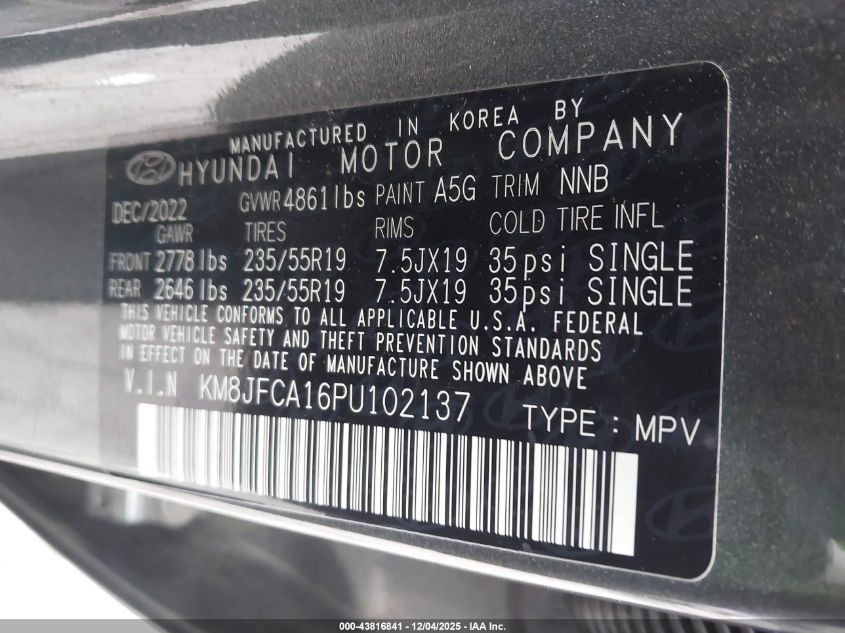 MANUFACTURED IN KOREA BY
HYUNDAI MOTOR COMPANY
DEC/2022 GVWR 4861lbs PAINT A5G TRIM NNB
GAWR TIRES RIMS COLD TIRE INFL
FRONT 2778 lbs 235/55R19 7.5JX19 35psi SINGLE
REAR 2646 lbs 235/55R19 7.5JX19 35psi SINGLE
THIS VEHICLE CONFORMS TO ALL APPLICABLE U.S.A. FEDERAL
MOTOR VEHICLE SAFETY AND THEFT PREVENTION STANDARDS
IN EFFECT ON THE DATE OF MANUFACTURE SHOWN ABOVE.
V.I.N KM8JFCA16PU102137 TYPE : MPV
000-43816841 - 12/04/2025 - IAA Inc.